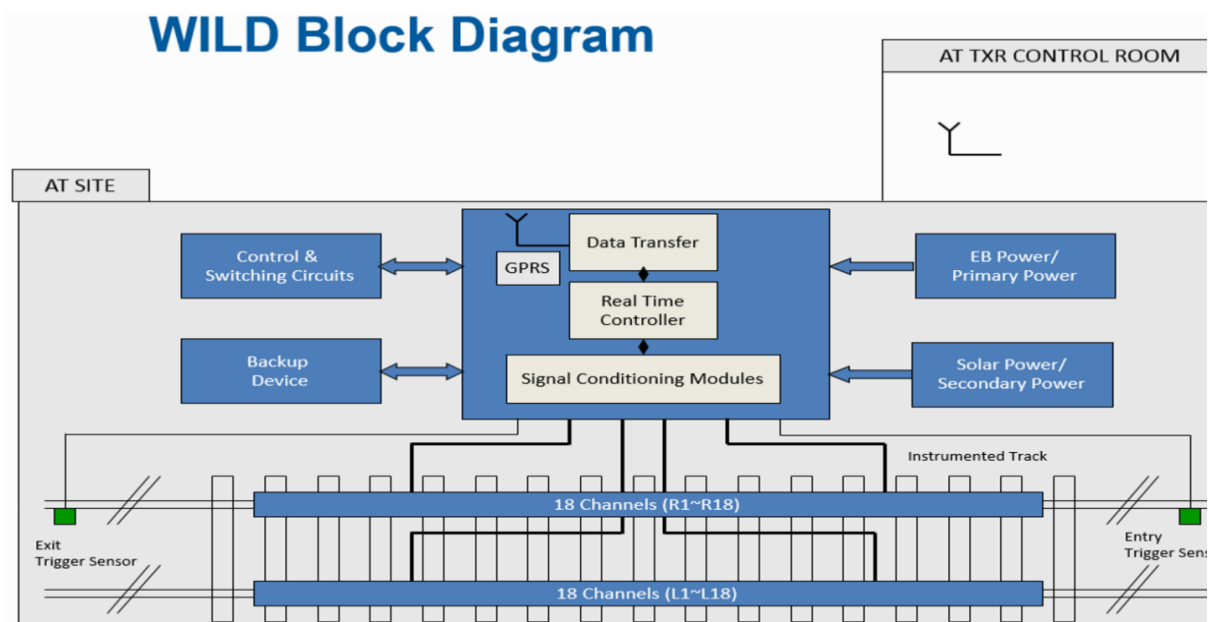 WILD Block Diagram
AT TXR CONTROL ROOM
AT SITE
Control &
Switching Circuits
Data Transfer
GPRS
EB Power/
Primary Power
Real Time
Controller
Backup
Device
Signal Conditioning Modules
Solar Power/
Secondary Power
Instrumented Track
18 Channels (R1~R18)
Exit
Trigger Sensor
Entry
Trigger Sens
18 Channels (L1~L18)